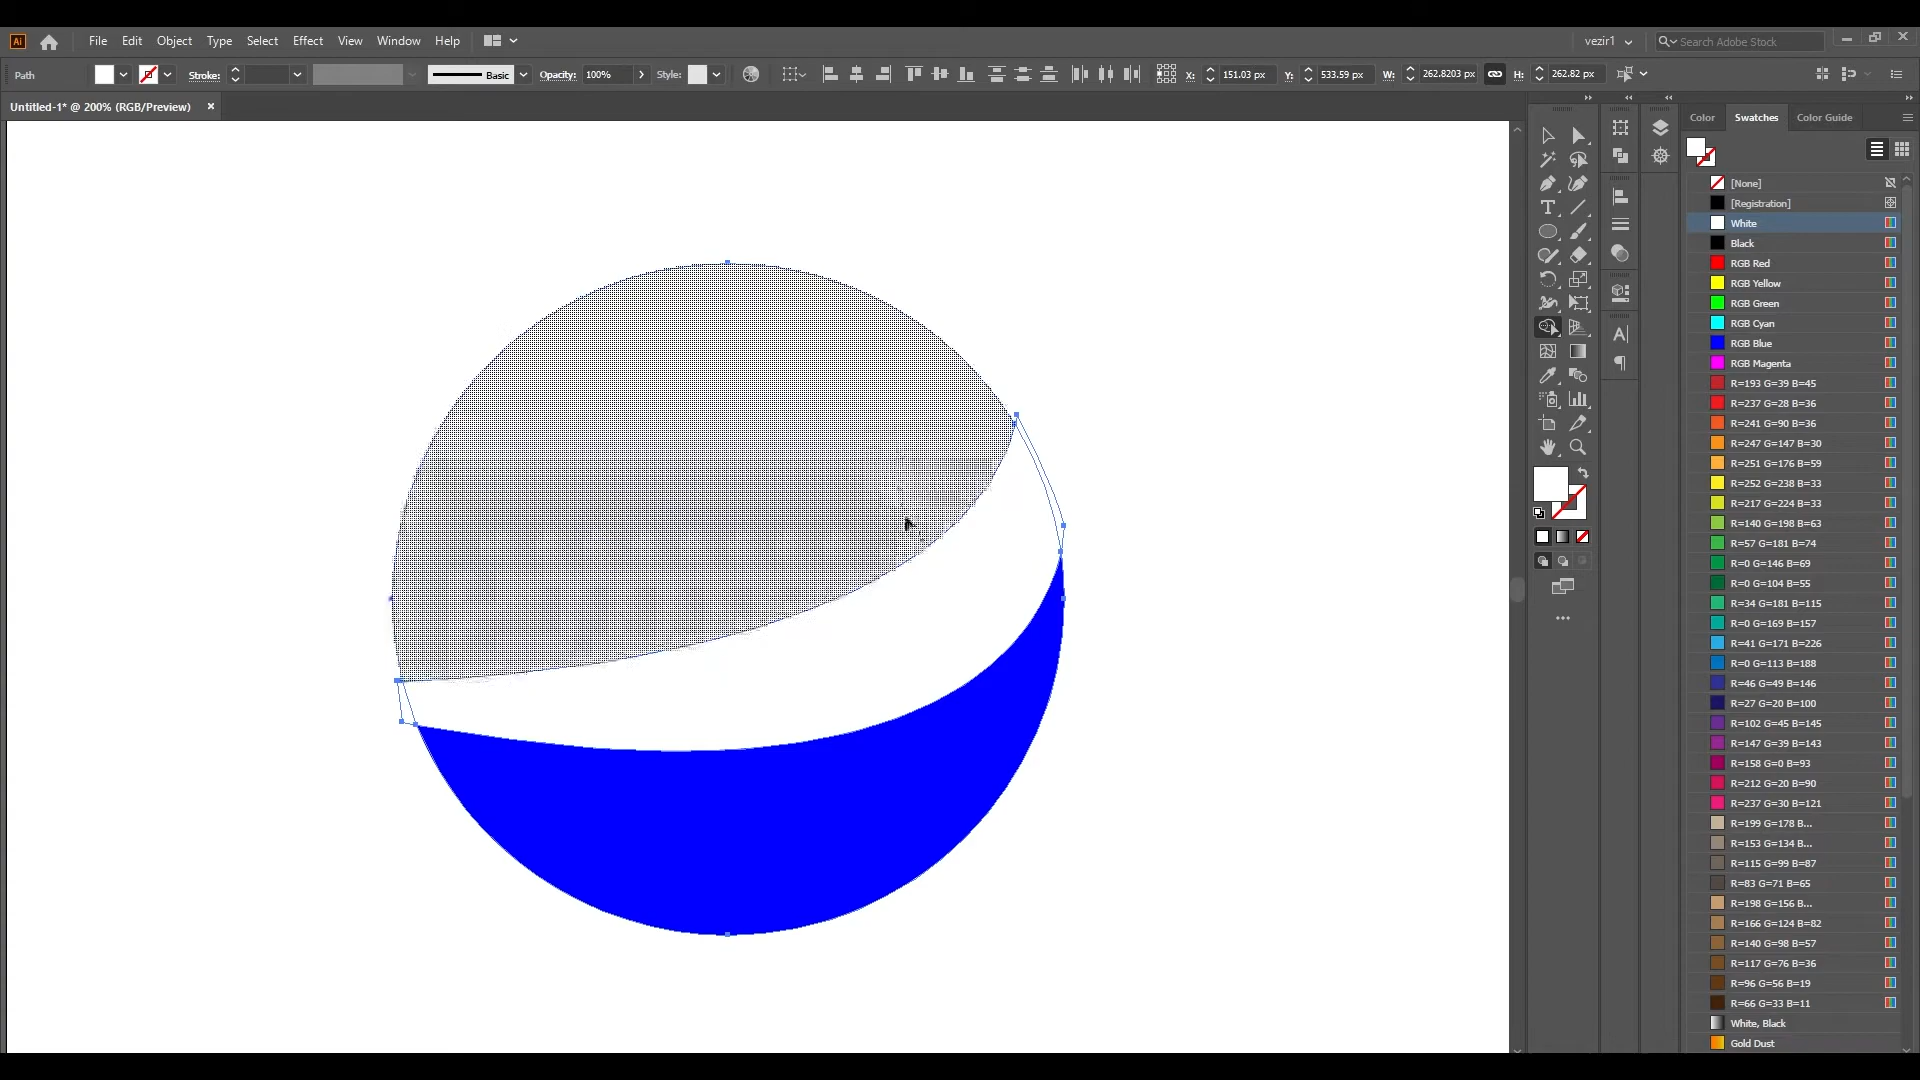 Ai File Edit Object Type Select Effect View Window Help vezir1 Search Adobe Stock
Path Stroke: Basic Opacity: 100% Style: X: 151.03 px Y: 533.59 px W: 262.8203 px H: 262.82 px
Untitled-1* @ 200% (RGB/Preview) ×
Color Swatches Color Guide
[None]
[Registration]
White
Black
RGB Red
RGB Yellow
RGB Green
RGB Cyan
RGB Blue
RGB Magenta
R=193 G=39 B=45
R=237 G=28 B=36
R=241 G=90 B=36
R=247 G=147 B=30
R=251 G=176 B=59
R=252 G=238 B=33
R=217 G=224 B=33
R=140 G=198 B=63
R=57 G=181 B=74
R=0 G=146 B=69
R=0 G=104 B=55
R=34 G=181 B=115
R=0 G=169 B=157
R=41 G=171 B=226
R=0 G=113 B=188
R=46 G=49 B=146
R=27 G=20 B=100
R=102 G=45 B=145
R=147 G=39 B=143
R=158 G=0 B=93
R=212 G=20 B=90
R=237 G=30 B=121
R=199 G=178 B...
R=153 G=134 B...
R=115 G=99 B=87
R=83 G=71 B=65
R=198 G=156 B...
R=166 G=124 B=82
R=140 G=98 B=57
R=117 G=76 B=36
R=96 G=56 B=19
R=66 G=33 B=11
White, Black
Gold Dust